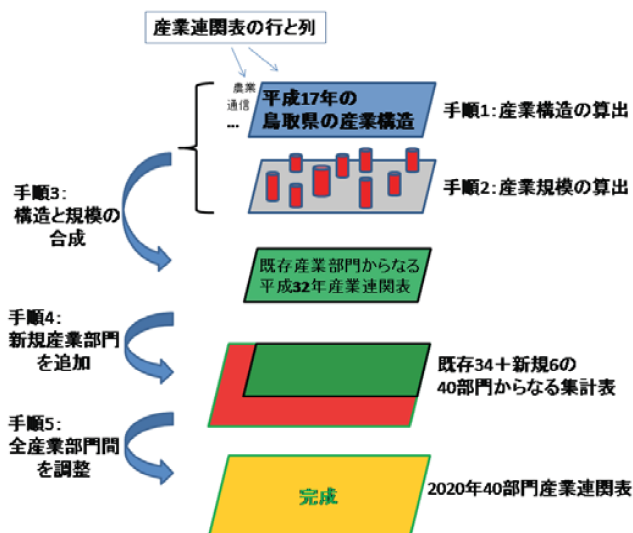 産業連関表の行と列
農業
通信
…
平成17年の
鳥取県の産業構造
手順1:産業構造の算出
手順2:産業規模の算出
手順3:
構造と規模の
合成
既存産業部門からなる
平成32年産業連関表
手順4:
新規産業部門
を追加
既存34+新規6の
40部門からなる集計表
手順5:
全産業部門間
を調整
完成
2020年40部門産業連関表